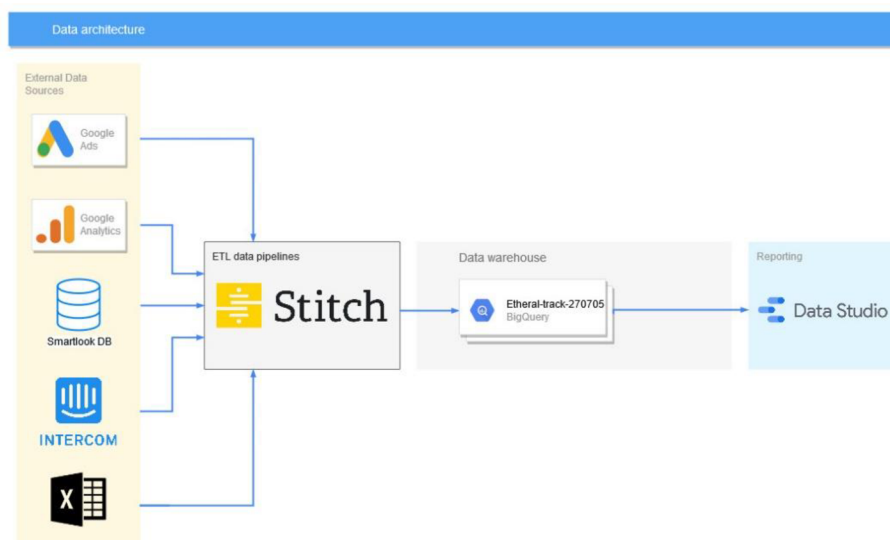 Data architecture
External Data
Sources
Google
Ads
Google
Analytics
Smartlook DB
INTERCOM
X
ETL data pipelines
Stitch
Data warehouse
Etheral-track-270705
BigQuery
Reporting
Data Studio